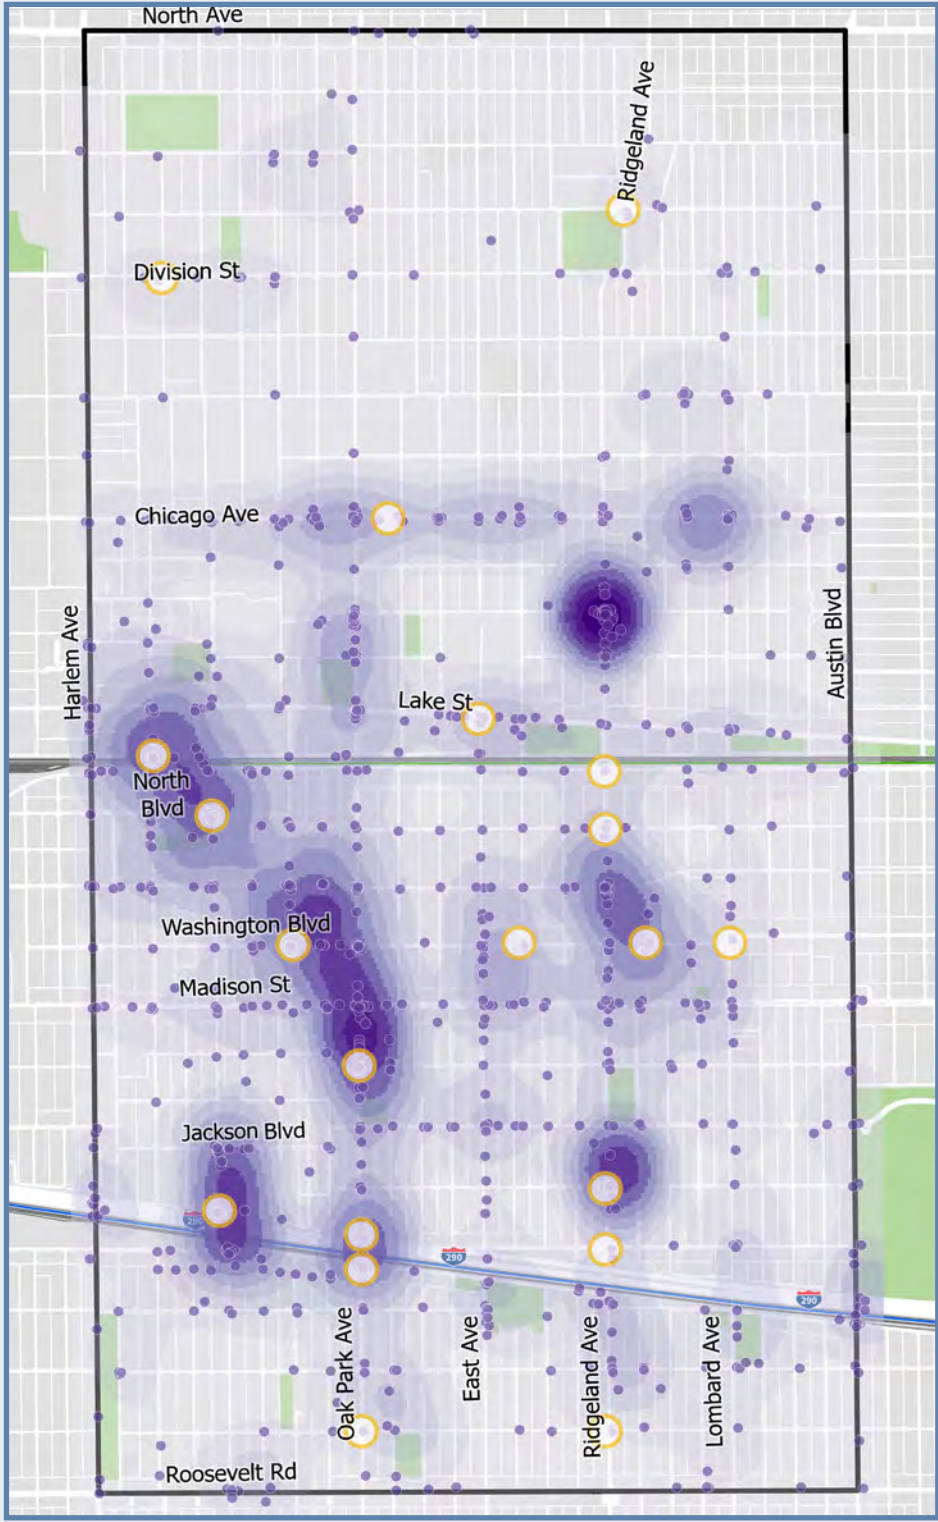 North Ave
Ridgeland Ave
Division St
Chicago Ave
Harlem Ave
Austin Blvd
Lake St
North
Blvd
Washington Blvd
Madison St
Jackson Blvd
290
290
290
Oak Park Ave
East Ave
Ridgeland Ave
Lombard Ave
Roosevelt Rd